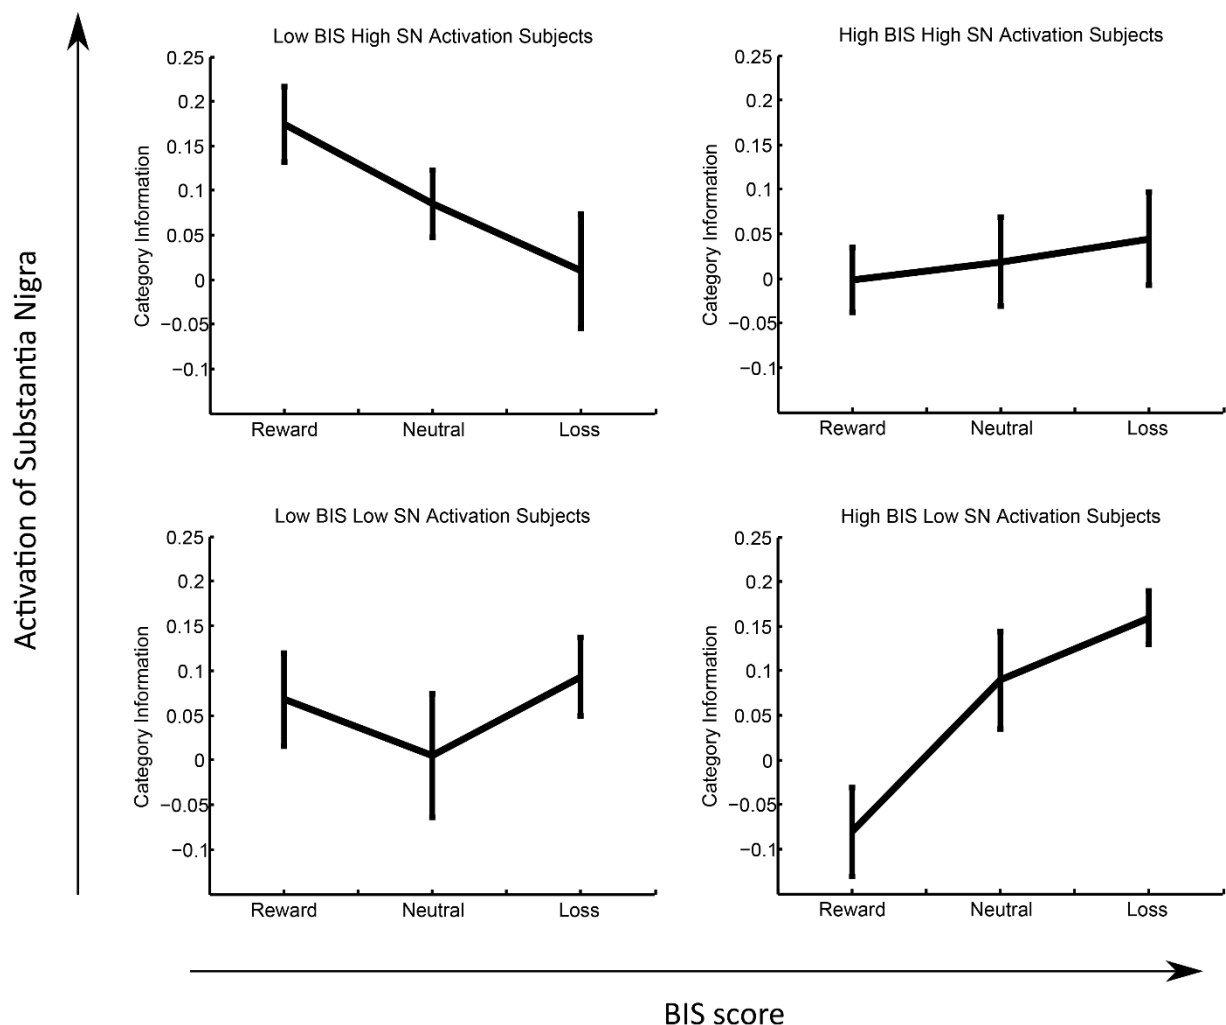 Activation of Substantia Nigra
Low BIS High SN Activation Subjects
Category Information
0.25
0.2
0.15
0.1
0.05
0
−0.05
−0.1
Reward Neutral Loss
High BIS High SN Activation Subjects
Category Information
0.25
0.2
0.15
0.1
0.05
0
−0.05
−0.1
Reward Neutral Loss
Low BIS Low SN Activation Subjects
Category Information
0.25
0.2
0.15
0.1
0.05
0
−0.05
−0.1
Reward Neutral Loss
High BIS Low SN Activation Subjects
Category Information
0.25
0.2
0.15
0.1
0.05
0
−0.05
−0.1
Reward Neutral Loss
BIS score